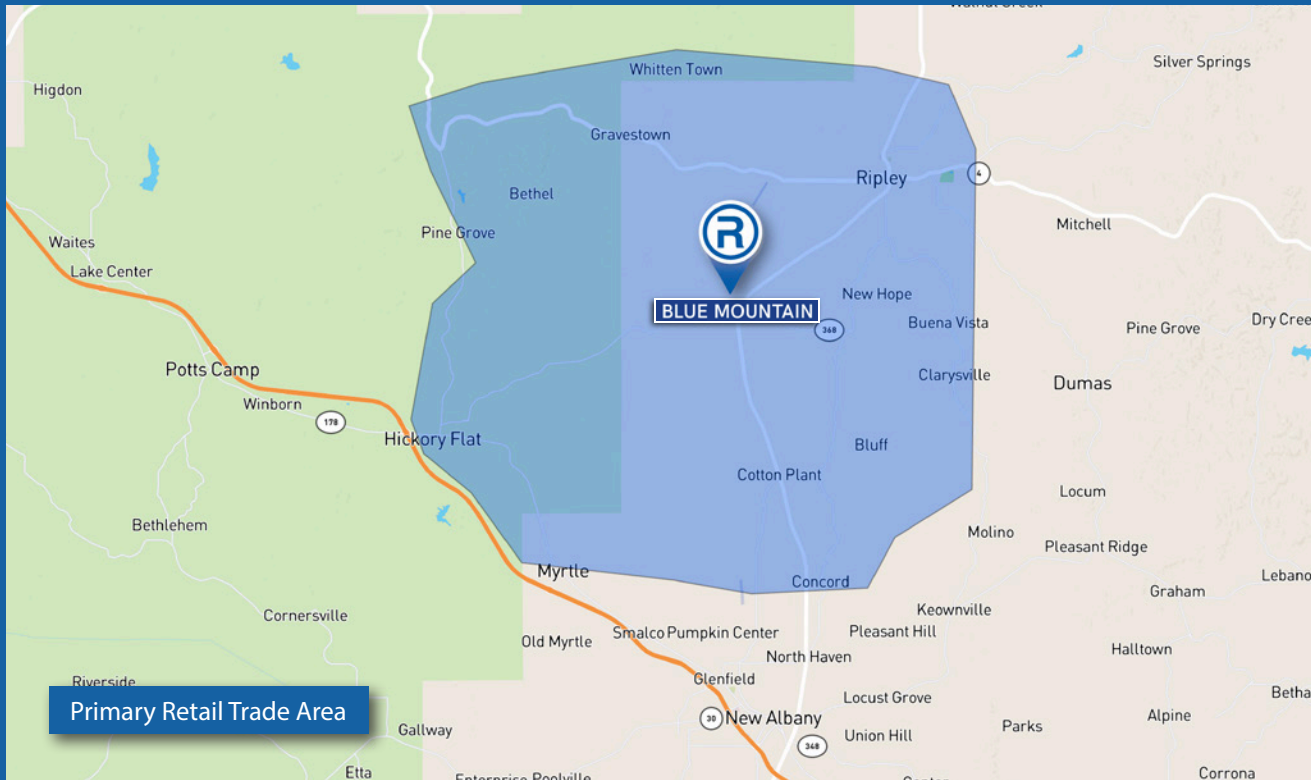 Walnut Creek
Whitten Town
Silver Springs
Higdon
Gravestown
Ripley
4
Bethel
Mitchell
Pine Grove
R
Waites
Lake Center
New Hope
BLUE MOUNTAIN
368
Buena Vista
Pine Grove
Dry Cree
Potts Camp
Clarysville
Dumas
Winborn
178
Hickory Flat
Bluff
Cotton Plant
Locum
Bethlehem
Molino
Pleasant Ridge
Myrtle
Concord
Lebano
Graham
Keownville
Cornersville
Old Myrtle
Smalco
Pumpkin Center
Pleasant Hill
North Haven
Halltown
Riverside
Glenfield
Locust Grove
Betha
Primary Retail Trade Area
30
New Albany
Alpine
Parks
Gallway
Union Hill
348
Etta
Enterprise
Poolville
Corrona